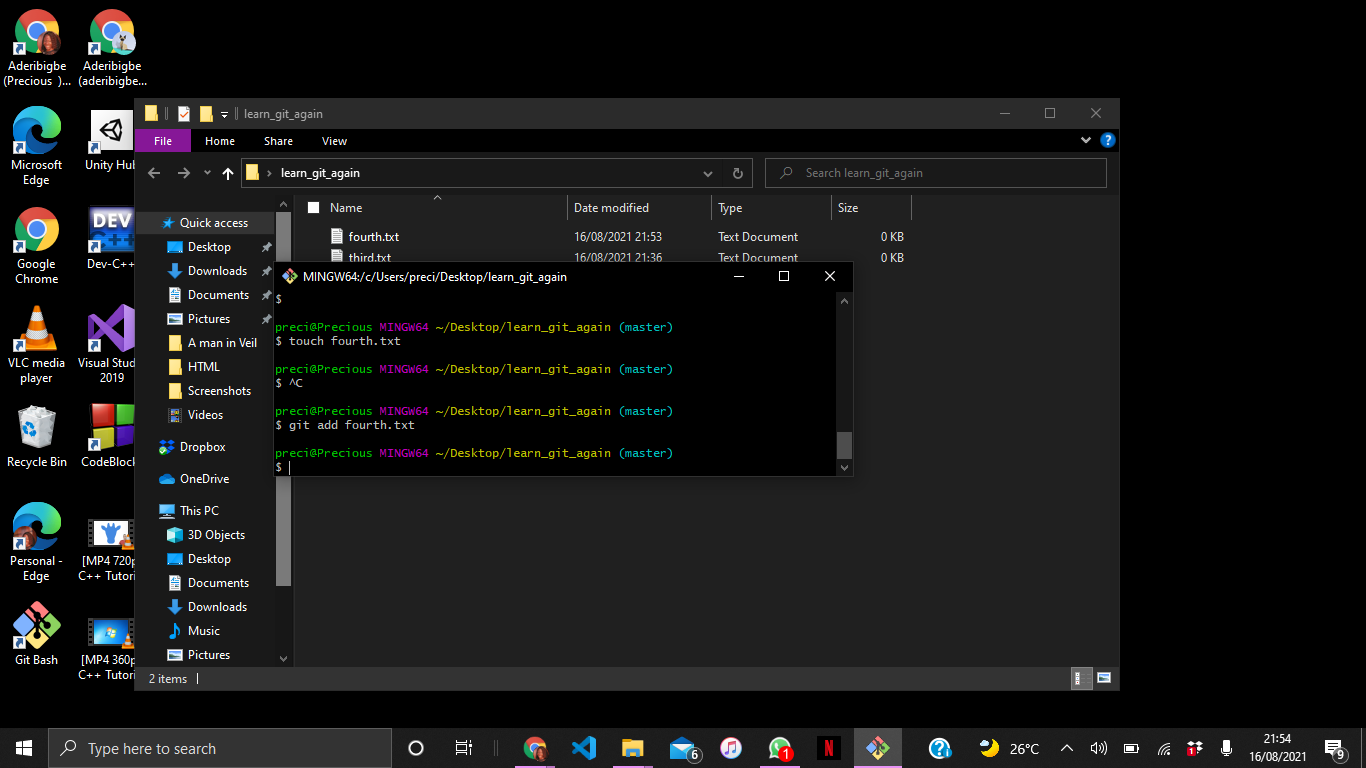 Aderibigbe
(Precious  )...
Aderibigbe
(aderibigbe...
Microsoft
Edge
Unity Hub
Google
Chrome
DEV
C++
Dev-C++
VLC media
player
Visual Stud
2019
Recycle Bin
CodeBlock
Personal -
Edge
[MP4 720p
C++ Tutori
Git Bash
[MP4 360p
C++ Tutori
learn_git_again
File Home Share View
learn_git_again
Search learn_git_again
Name Date modified Type Size
fourth.txt 16/08/2021 21:53 Text Document 0 KB
third.txt 16/08/2021 21:36 Text Document 0 KB
Quick access
Desktop
Downloads
Documents
Pictures
A man in Veil
HTML
Screenshots
Videos
Dropbox
OneDrive
This PC
3D Objects
Desktop
Documents
Downloads
Music
Pictures
2 items
MINGW64:/c/Users/preci/Desktop/learn_git_again
$
preci@Precious MINGW64 ~/Desktop/learn_git_again (master)
$ touch fourth.txt
preci@Precious MINGW64 ~/Desktop/learn_git_again (master)
$ ^C
preci@Precious MINGW64 ~/Desktop/learn_git_again (master)
$ git add fourth.txt
preci@Precious MINGW64 ~/Desktop/learn_git_again (master)
$
Type here to search
6
1
N
26°C
1
21:54
16/08/2021
9